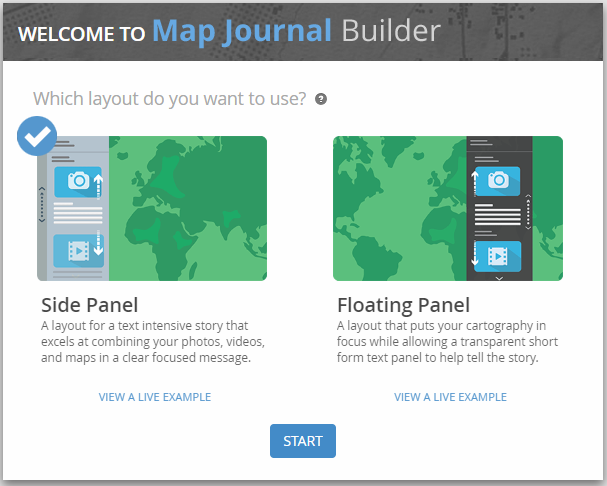 WELCOME TO Map Journal Builder
Which layout do you want to use? ?
Side Panel
A layout for a text intensive story that
excels at combining your photos, videos,
and maps in a clear focused message.
VIEW A LIVE EXAMPLE
Floating Panel
A layout that puts your cartography in
focus while allowing a transparent short
form text panel to help tell the story.
VIEW A LIVE EXAMPLE
START